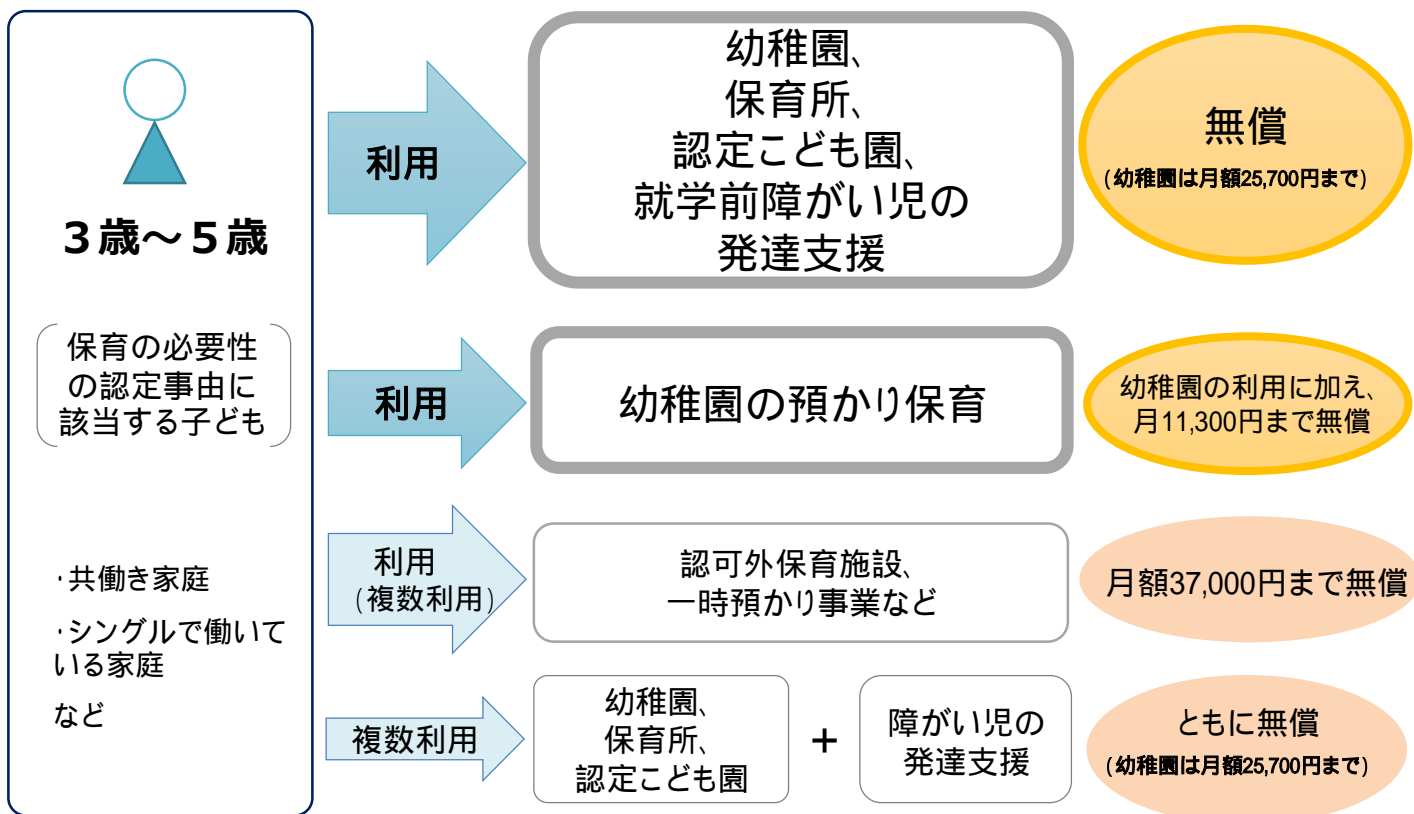 ３歳～５歳
保育の必要性
の認定事由に
該当する子ども
・共働き家庭
・シングルで働いて
いる家庭
など
利用
幼稚園、
保育所、
認定こども園、
就学前障がい児の
発達支援
無償
(幼稚園は月額25,700円まで)
利用
幼稚園の預かり保育
幼稚園の利用に加え、
月11,300円まで無償
利用
(複数利用)
認可外保育施設、
一時預かり事業など
月額37,000円まで無償
複数利用
幼稚園、
保育所、
認定こども園
+
障がい児の
発達支援
ともに無償
(幼稚園は月額25,700円まで)